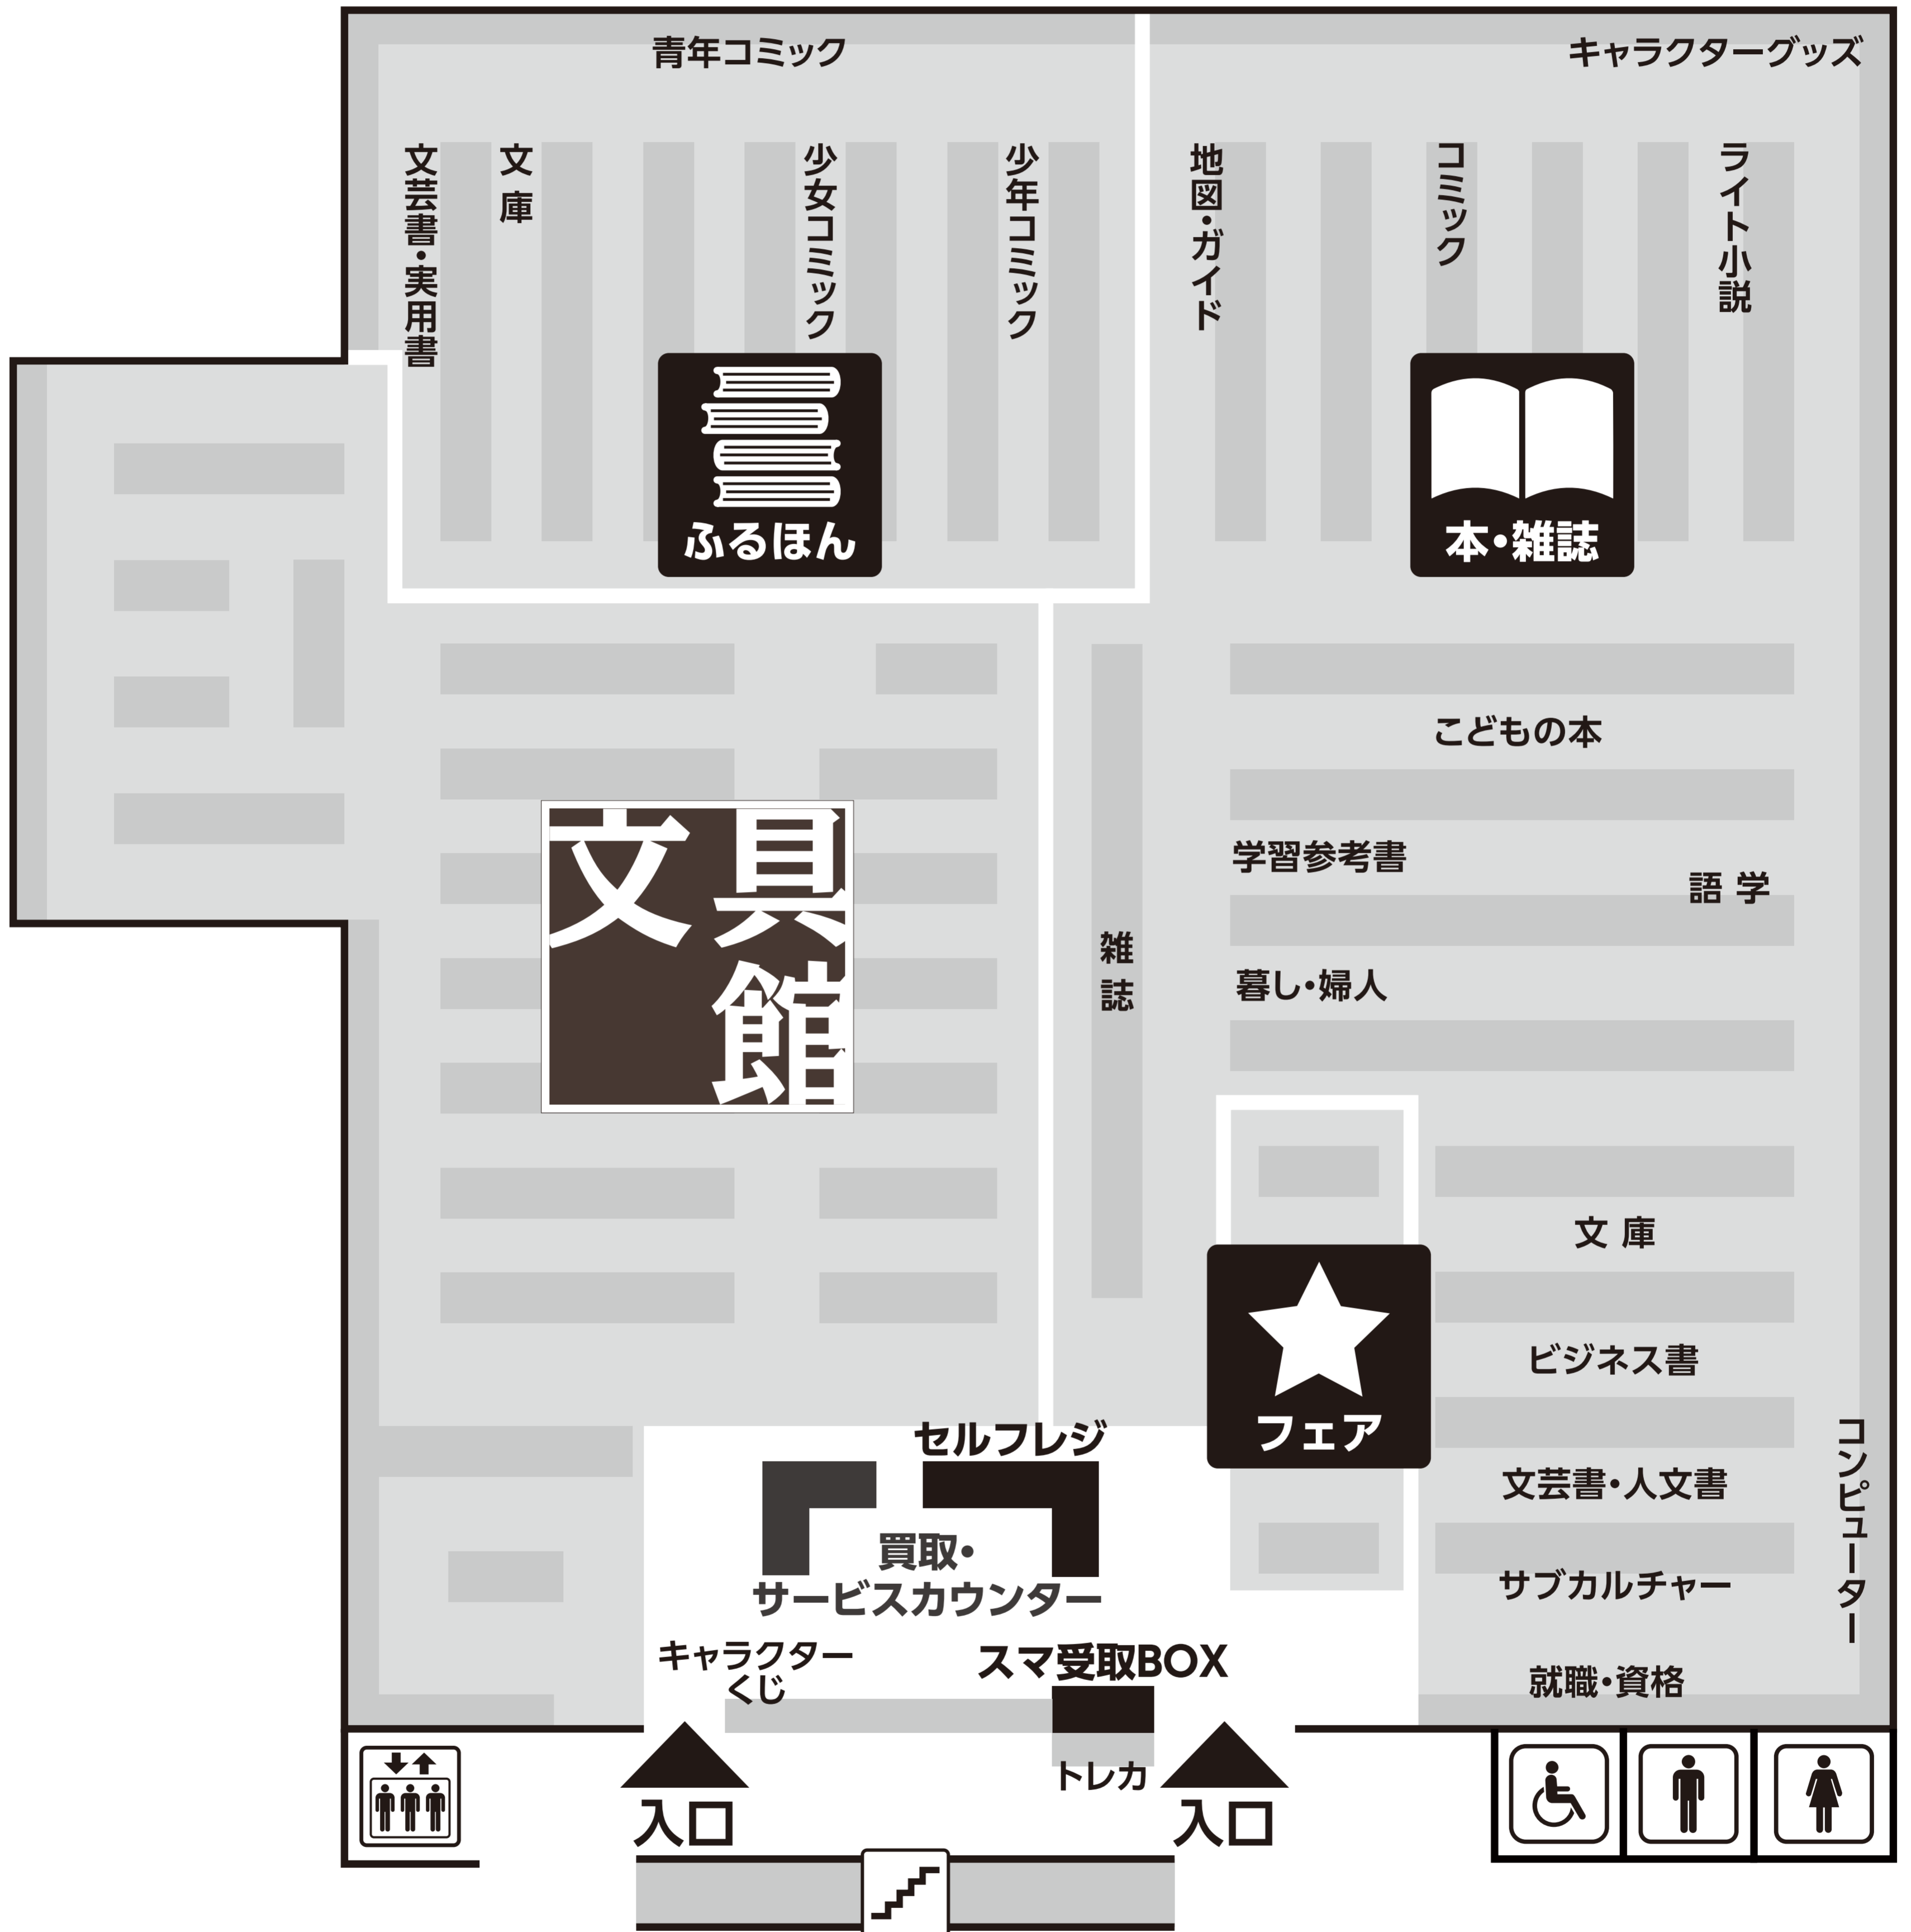 青年コミック
キャラクターグッズ
文芸書・実用書
文庫
少女コミック
少年コミック
地図・ガイド
コミック
ライトノベル
ふるほん
本・雑誌
こどもの本
学習参考書
語学
暮し・婦人
雑誌
文具館
文庫
ビジネス書
フェア
文芸書・人文書
コンピュータ
サブカルチャー
就職・資格
セルフレジ
買取・
サービスカウンター
キャラクター
くじ
スマ買取BOX
トレカ
入口
入口